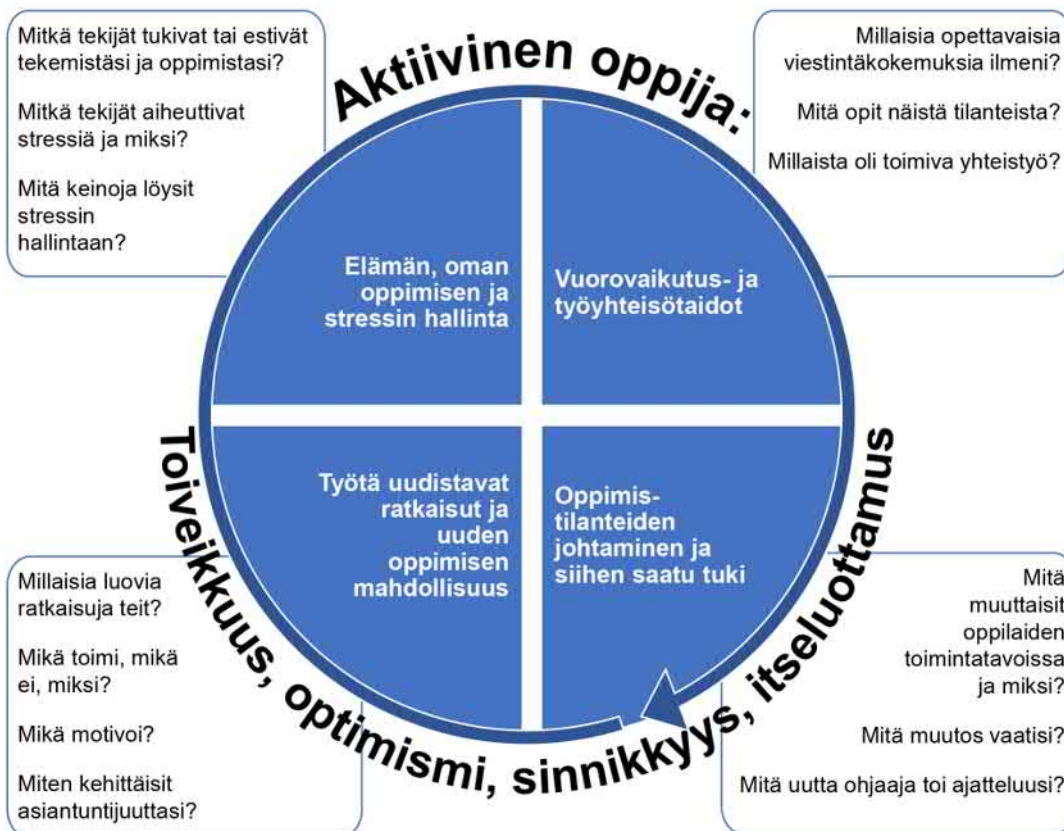 Aktiivinen oppija:
Mitkä tekijät tukivat tai estivät
tekemistäsi ja oppimistasi?
Mitkä tekijät aiheuttivat
stressiä ja miksi?
Mitä keinoja löysit
stressin
hallintaan?
Millaisia opettavaisia
viestintäkokemuksia ilmeni?
Mitä opit näistä tilanteista?
Millaista oli toimiva yhteistyö?
Elämän, oman
oppimisen ja
stressin hallinta
Vuorovaikutus- ja
työyhteisötaidot
Työtä uudistavat
ratkaisut ja
uuden
oppimisen
mahdollisuus
Oppimis-
tilanteiden
johtaminen ja
siihen saatu tuki
Millaisia luovia
ratkaisuja teit?
Mikä toimi, mikä
ei, miksi?
Mikä motivoi?
Miten kehittäisit
asiantuntijuuttasi?
Mitä
muuttaisit
oppilaiden
toimintatavoissa
ja miksi?
Mitä muutos vaatisi?
Mitä uutta ohjaaja toi ajatteluusi?
Toiveikkuus, optimismi, sinnikkyys, itseluottamus